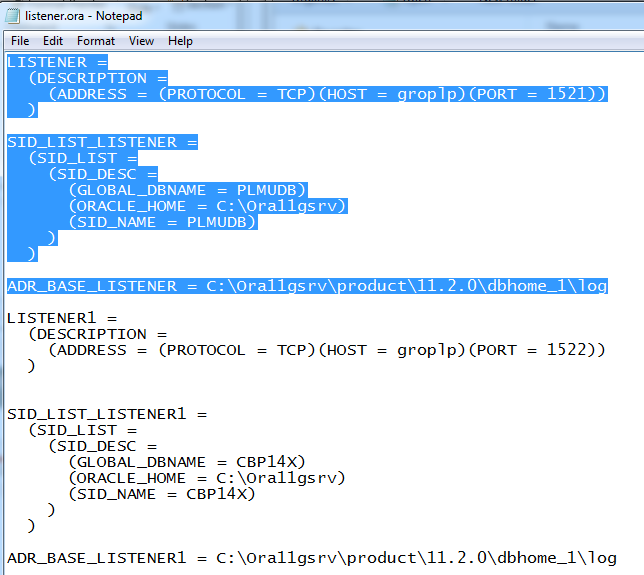 listener.ora - Notepad
File Edit Format View Help
LISTENER =
  (DESCRIPTION =
    (ADDRESS = (PROTOCOL = TCP)(HOST = groplp)(PORT = 1521))
  )
SID_LIST_LISTENER =
  (SID_LIST =
    (SID_DESC =
      (GLOBAL_DBNAME = PLMUDB)
      (ORACLE_HOME = C:\Ora11gsrv)
      (SID_NAME = PLMUDB)
    )
  )
ADR_BASE_LISTENER = C:\Ora11gsrv\product\11.2.0\dbhome_1\log
LISTENER1 =
  (DESCRIPTION =
    (ADDRESS = (PROTOCOL = TCP)(HOST = groplp)(PORT = 1522))
  )
SID_LIST_LISTENER1 =
  (SID_LIST =
    (SID_DESC =
      (GLOBAL_DBNAME = CBP14X)
      (ORACLE_HOME = C:\Ora11gsrv)
      (SID_NAME = CBP14X)
    )
  )
ADR_BASE_LISTENER1 = C:\Ora11gsrv\product\11.2.0\dbhome_1\log